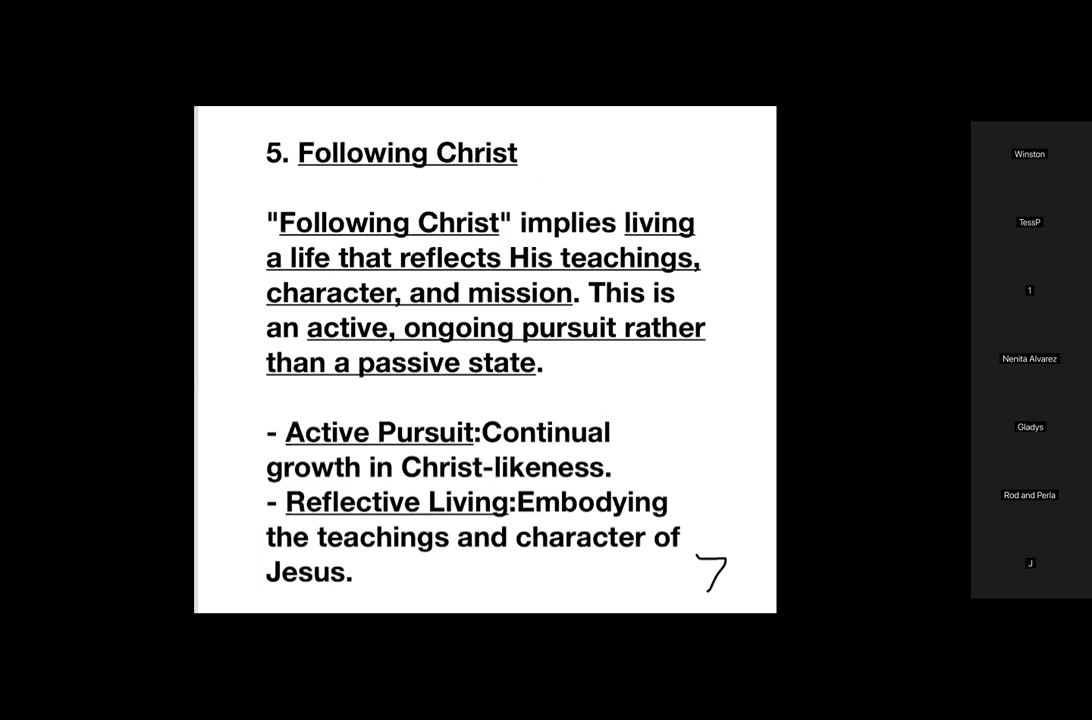 5. Following Christ
"Following Christ" implies living
a life that reflects His teachings,
character, and mission. This is
an active, ongoing pursuit rather
than a passive state.
- Active Pursuit:Continual
growth in Christ-likeness.
- Reflective Living:Embodying
the teachings and character of
Jesus.
7
Winston
TessP
1
Nenita Alvarez
Gladys
Rod and Perla
J